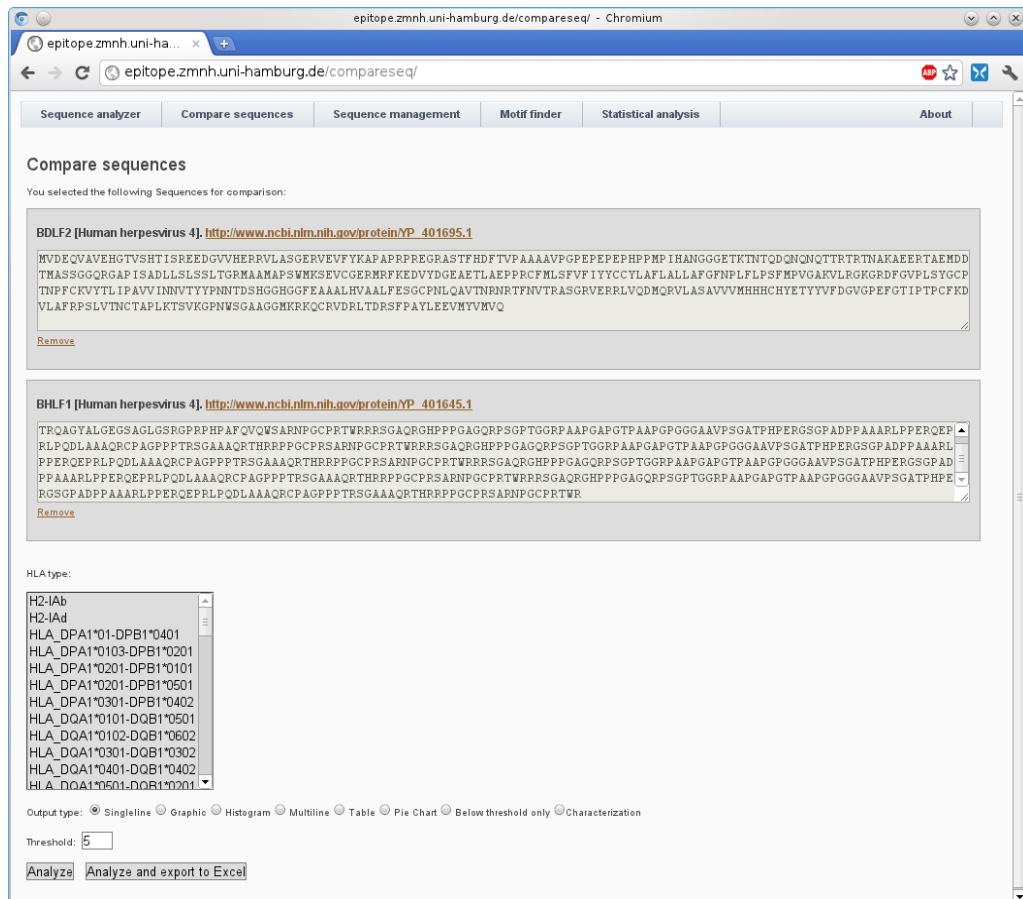 epitope.zmnh.uni-hamburg.de/compareseq/ - Chromium
epitope.zmnh.uni-ha...
epitope.zmnh.uni-hamburg.de/compareseq/
ABP
Sequence analyzer Compare sequences Sequence management Motif finder Statistical analysis About
Compare sequences
You selected the following Sequences for comparison:
BDLF2 [Human herpesvirus 4]. http://www.ncbi.nlm.nih.gov/protein/YP_401695.1
MVDEQVAVEHGTVSHTISREEDGVVHERRVLASGERVEVFYKAPAPRPREGRASTFHDFTVPAAAAVPGPEPEPEPEPHPPMPIHANGGGETKTNTQDQNQNQTTRTRTNAKAEERTAEMDD
TMASSGGQRGAPISADLLSLSSLTGRMAAMAPSWMKSEVCGERMRFKEDVYDGEAETLAEPPRCFMLSFVFIYYCCYLAFLALLAFGFNPLFLPSFMPVGAKVLRGKGRDFGVPLSYGCP
TNPFCKVYTLIPAVVINNVTYYPNNTDSHGGHGGFEAAALHVAALFESGCPNLQAVTNRNRTFNVTRASGRVERRLVQDMQRVLASAVVVMHHHCHYETYYVFDGVGPEFGTIPTPCFKD
VLAFRPSLVTNCTAPLKTSVKGPNWSGAAGGMKRKQCRVDRLTDRSFPAYLEEVMYVMVQ
Remove
BHLF1 [Human herpesvirus 4]. http://www.ncbi.nlm.nih.gov/protein/YP_401645.1
TRQAGYALGEGSAGLGSRGPRPHPAFQVQWSARNPGCPRTWRRRSGAQRGHPPPGAGQRPSGPTGGRPAAPGAPGTPAAPGPGGGAAVPSGATPHPERGSGPADPPAAARLPPERQEP
RLPQDLAAAQRCPAGPPPTRSGAAAQRTHRRPPGCPRSARNPGCPRTWRRRSGAQRGHPPPGAGQRPSGPTGGRPAAPGAPGTPAAPGPGGGAAVPSGATPHPERGSGPADPPAAARL
PPERQEPRLPQDLAAAQRCPAGPPPTRSGAAAQRTHRRPPGCPRSARNPGCPRTWRRRSGAQRGHPPPGAGQRPSGPTGGRPAAPGAPGTPAAPGPGGGAAVPSGATPHPERGSGPAD
PPAAARLPPERQEPRLPQDLAAAQRCPAGPPPTRSGAAAQRTHRRPPGCPRSARNPGCPRTWRRRSGAQRGHPPPGAGQRPSGPTGGRPAAPGAPGTPAAPGPGGGAAVPSGATPHPE
RGSGPADPPAAARLPPERQEPRLPQDLAAAQRCPAGPPPTRSGAAAQRTHRRPPGCPRSARNPGCPRTWR
Remove
HLA type:
H2-IAb
H2-IAd
HLA_DPA1*01-DPB1*0401
HLA_DPA1*0103-DPB1*0201
HLA_DPA1*0201-DPB1*0101
HLA_DPA1*0201-DPB1*0501
HLA_DPA1*0301-DPB1*0402
HLA_DQA1*0101-DQB1*0501
HLA_DQA1*0102-DQB1*0602
HLA_DQA1*0301-DQB1*0302
HLA_DQA1*0401-DQB1*0402
HLA_DQA1*0501-DQB1*0201
Output type: Singleline Graphic Histogram Multiline Table Pie Chart Below threshold only Characterization
Threshold: 5
Analyze Analyze and export to Excel